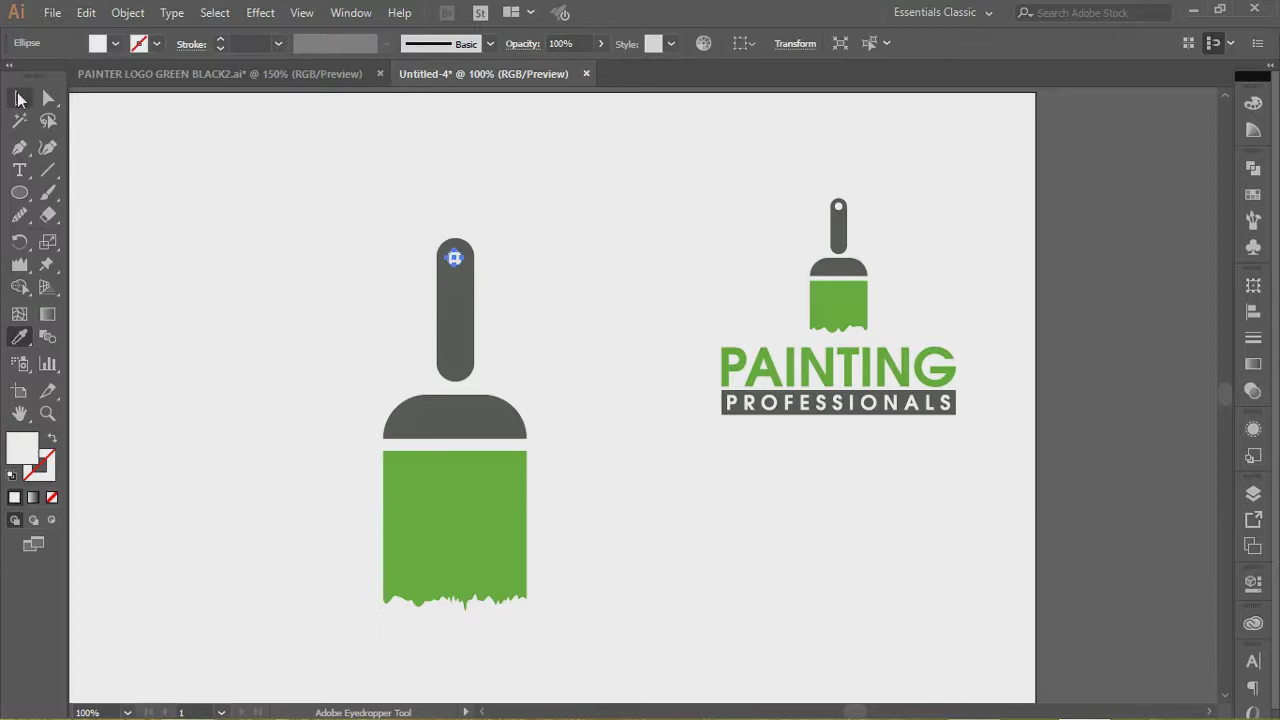 Ai File Edit Object Type Select Effect View Window Help Br St Essentials Classic Search Adobe Stock
Ellipse Stroke: Basic Opacity: 100% Style: Transform
PAINTER LOGO GREEN BLACK2.ai* @ 150% (RGB/Preview) × Untitled-4* @ 100% (RGB/Preview) ×
PAINTING
PROFESSIONALS
100% 1 Adobe Eyedropper Tool